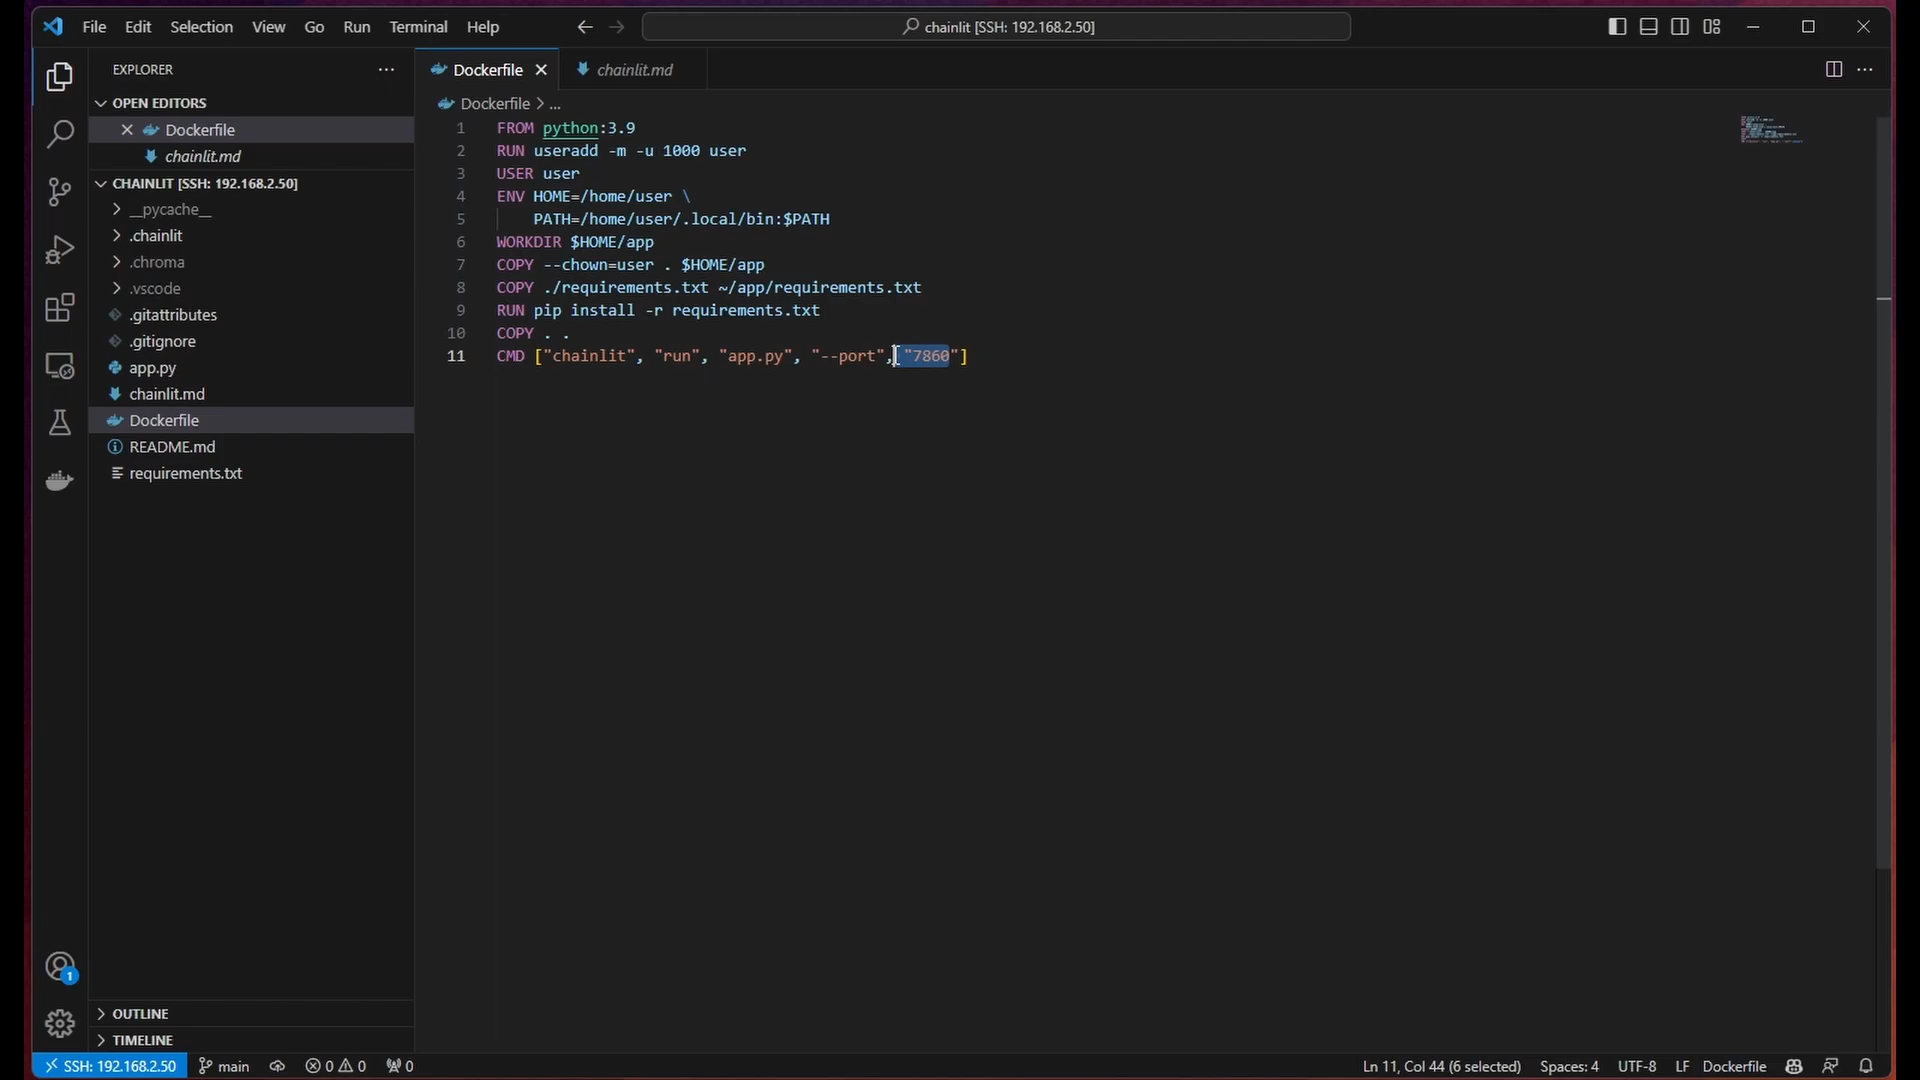 File Edit Selection View Go Run Terminal Help
chainlit [SSH: 192.168.2.50]
EXPLORER
OPEN EDITORS
Dockerfile
chainlit.md
CHAINLIT [SSH: 192.168.2.50]
__pycache__
.chainlit
.chroma
.vscode
.gitattributes
.gitignore
app.py
chainlit.md
Dockerfile
README.md
requirements.txt
OUTLINE
TIMELINE
Dockerfile chainlit.md
Dockerfile > ...
1 FROM python:3.9
2 RUN useradd -m -u 1000 user
3 USER user
4 ENV HOME=/home/user \
5 PATH=/home/user/.local/bin:$PATH
6 WORKDIR $HOME/app
7 COPY --chown=user . $HOME/app
8 COPY ./requirements.txt ~/app/requirements.txt
9 RUN pip install -r requirements.txt
10 COPY . .
11 CMD ["chainlit", "run", "app.py", "--port", "7860"]
1
SSH: 192.168.2.50 main 0 0 0 Ln 11, Col 44 (6 selected) Spaces: 4 UTF-8 LF Dockerfile